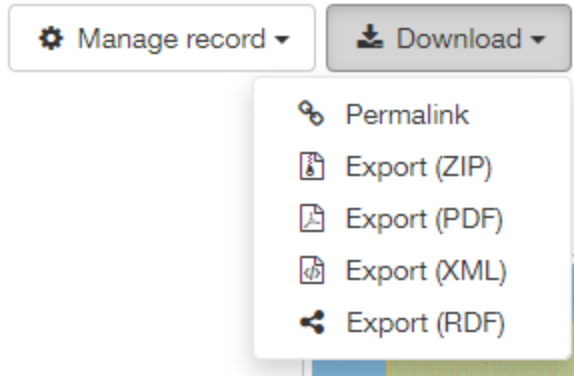 Manage record
Download
Permalink
Export (ZIP)
Export (PDF)
Export (XML)
Export (RDF)